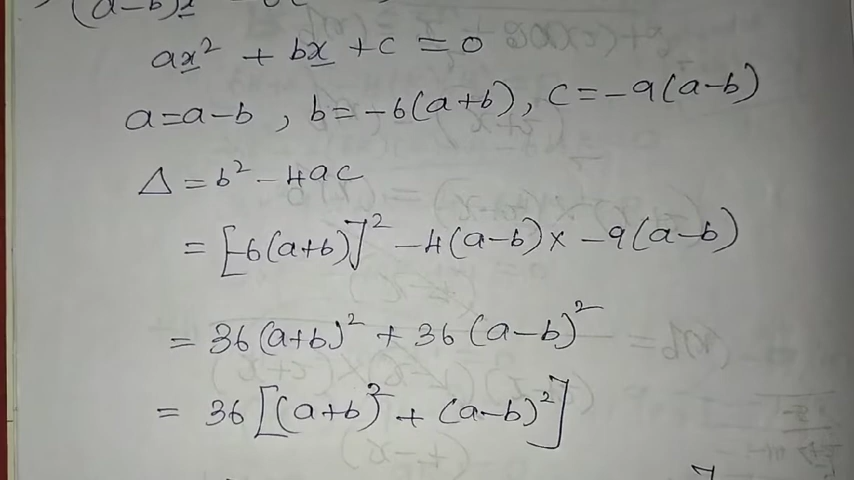 (a-b)x
ax² + bx + c = 0
a=a-b , b=-6(a+b), c=-9(a-b)
Δ = b² - 4ac
= [-6(a+b)]² - 4(a-b)x -9(a-b)
= 36(a+b)² + 36(a-b)²
= 36[(a+b)² + (a-b)²]